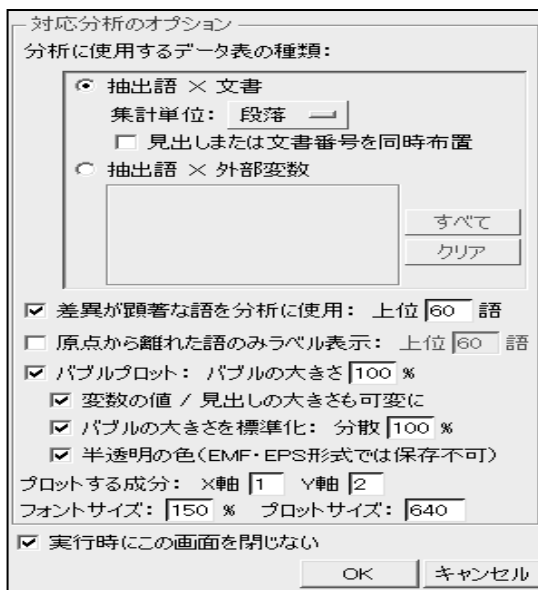 対応分析のオプション
分析に使用するデータ表の種類:
抽出語 × 文書
集計単位: 段落
見出しまたは文書番号を同時布置
抽出語 × 外部変数
すべて
クリア
差異が顕著な語を分析に使用: 上位 60 語
原点から離れた語のみラベル表示: 上位 60 語
バブルプロット: バブルの大きさ 100 %
変数の値 / 見出しの大きさも可変に
バブルの大きさを標準化: 分散 100 %
半透明の色(EMF・EPS形式では保存不可)
プロットする成分: X軸 1 Y軸 2
フォントサイズ: 150 % プロットサイズ: 640
実行時にこの画面を閉じない
OK キャンセル